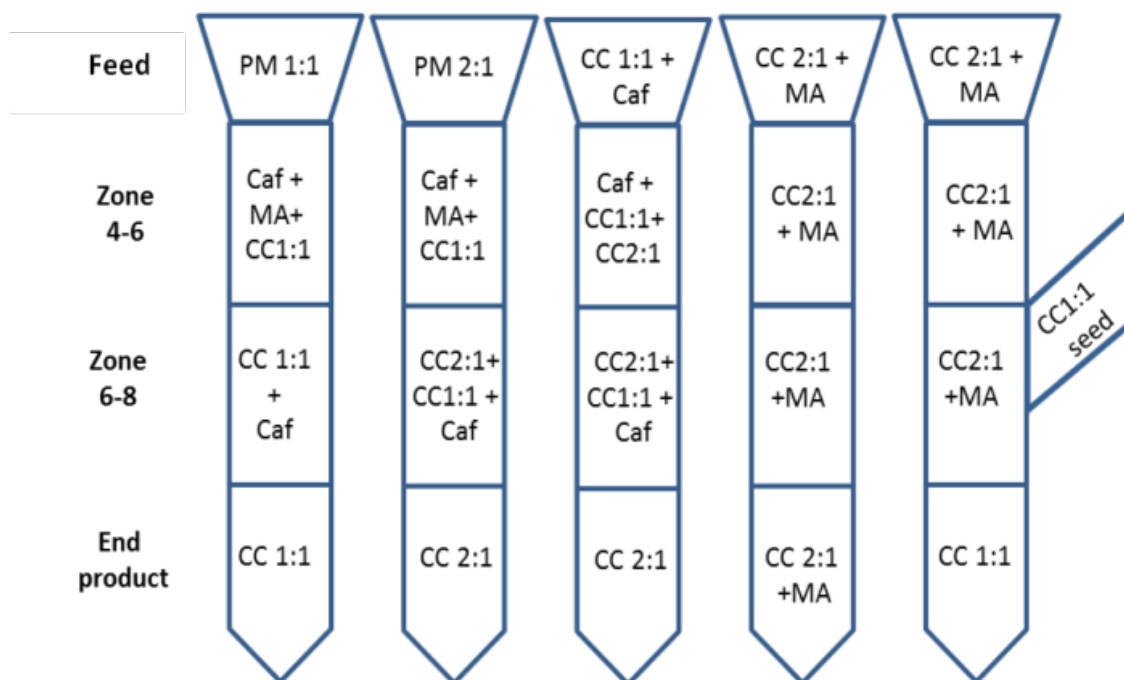 Feed
PM 1:1
PM 2:1
CC 1:1 +
Caf
CC 2:1 +
MA
CC 2:1 +
MA
Zone
4-6
Caf +
MA+
CC1:1
Caf +
MA+
CC1:1
Caf +
CC1:1+
CC2:1
CC2:1
+ MA
CC2:1
+ MA
CC1:1
seed
Zone
6-8
CC 1:1
+
Caf
CC2:1+
CC1:1 +
Caf
CC2:1+
CC1:1 +
Caf
CC2:1
+MA
CC2:1
+MA
End
product
CC 1:1
CC 2:1
CC 2:1
CC 2:1
+MA
CC 1:1